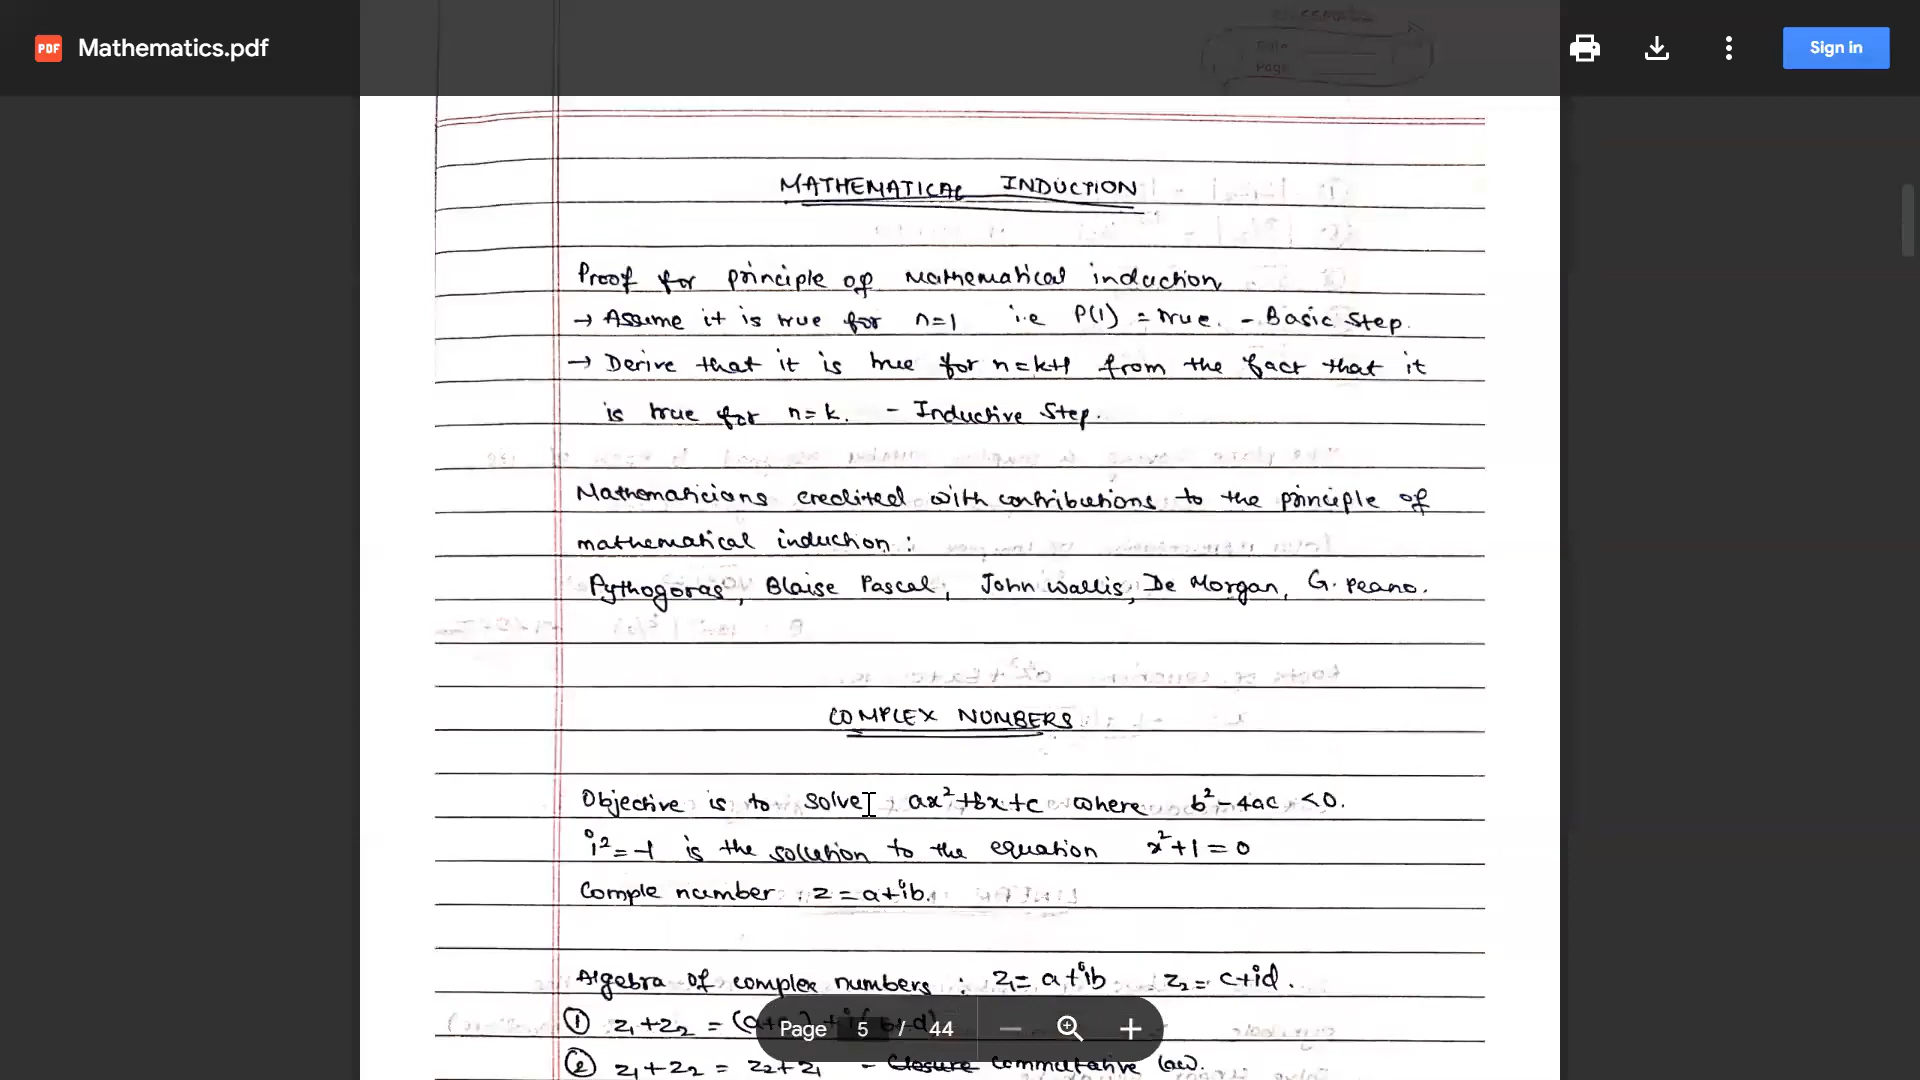 Mathematics.pdf
Sign in
classmate
Date
Page
MATHEMATICAL INDUCTION
Proof for principle of mathematical induction
→ Assume it is true for n=1 i.e P(1) = true. - Basic Step.
→ Derive that it is true for n=k+1 from the fact that it
is true for n=k. - Inductive Step.
Mathematicians credited with contributions to the principle of
mathematical induction:
Pythogoras, Blaise Pascal, John Wallis, De Morgan, G. Peano.
COMPLEX NUMBERS
Objective is to solve ax²+bx+c where b²-4ac <0.
i²=-1 is the solution to the equation x²+1=0
Comple number : z=a+ib.
Algebra of complex numbers : z₁= a+ib z₂= c+id.
① z₁+z₂ = (a+c)+i(b+d)
② z₁+z₂ = z₂+z₁ - Closure commutative law.
Page 5 / 44